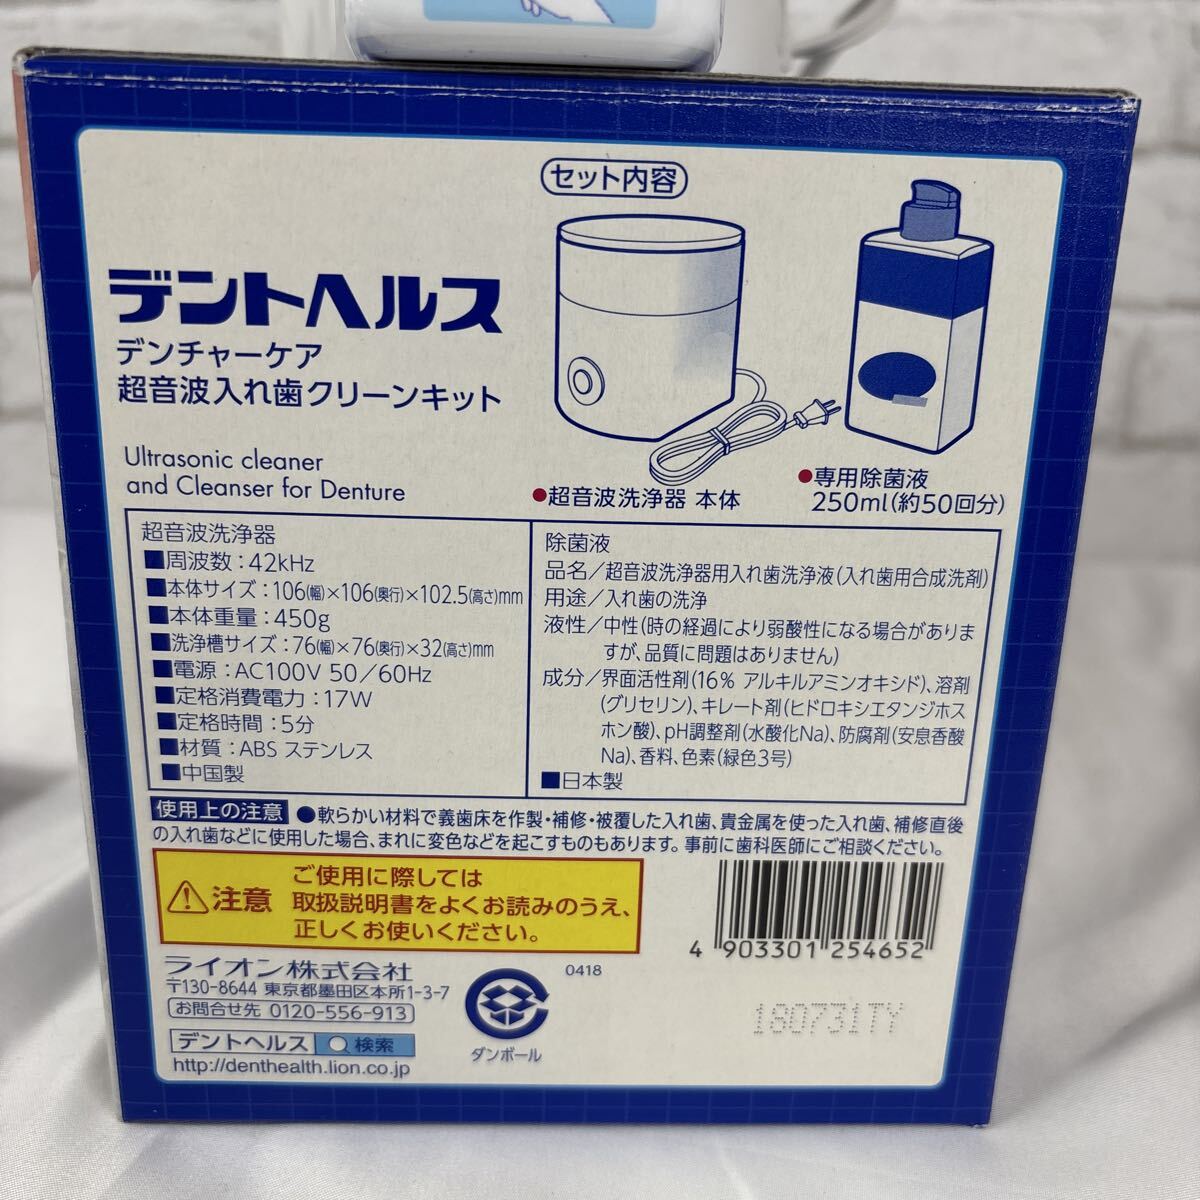 セット内容
デントヘルス
デンチャーケア
超音波入れ歯クリーンキット
Ultrasonic cleaner
and Cleanser for Denture
●超音波洗浄器 本体
●専用除菌液
250ml(約50回分)
超音波洗浄器
■周波数:42kHz
■本体サイズ:106(幅)×106(奥行)×102.5(高さ)mm
■本体重量:450g
■洗浄槽サイズ:76(幅)×76(奥行)×32(高さ)mm
■電源:AC100V 50/60Hz
■定格消費電力:17W
■定格時間:5分
■材質:ABS ステンレス
■中国製
除菌液
品名/超音波洗浄器用入れ歯洗浄液(入れ歯用合成洗剤)
用途/入れ歯の洗浄
液性/中性(時の経過により弱酸性になる場合がありま
すが、品質に問題はありません)
成分/界面活性剤(16% アルキルアミンオキシド)、溶剤
(グリセリン)、キレート剤(ヒドロキシエタンジホス
ホン酸)、pH調整剤(水酸化Na)、防腐剤(安息香酸
Na)、香料、色素(緑色3号)
■日本製
使用上の注意 ●軟らかい材料で義歯床を作製・補修・被覆した入れ歯、貴金属を使った入れ歯、補修直後
の入れ歯などに使用した場合、まれに変色などを起こすものもあります。事前に歯科医師にご相談ください。
注意
ご使用に際しては
取扱説明書をよくお読みのうえ、
正しくお使いください。
4 903301 254652
ライオン株式会社
〒130-8644 東京都墨田区本所1-3-7
お問合せ先 0120-556-913
デントヘルス 検索
http://denthealth.lion.co.jp
ダンボール
0418
180731TY